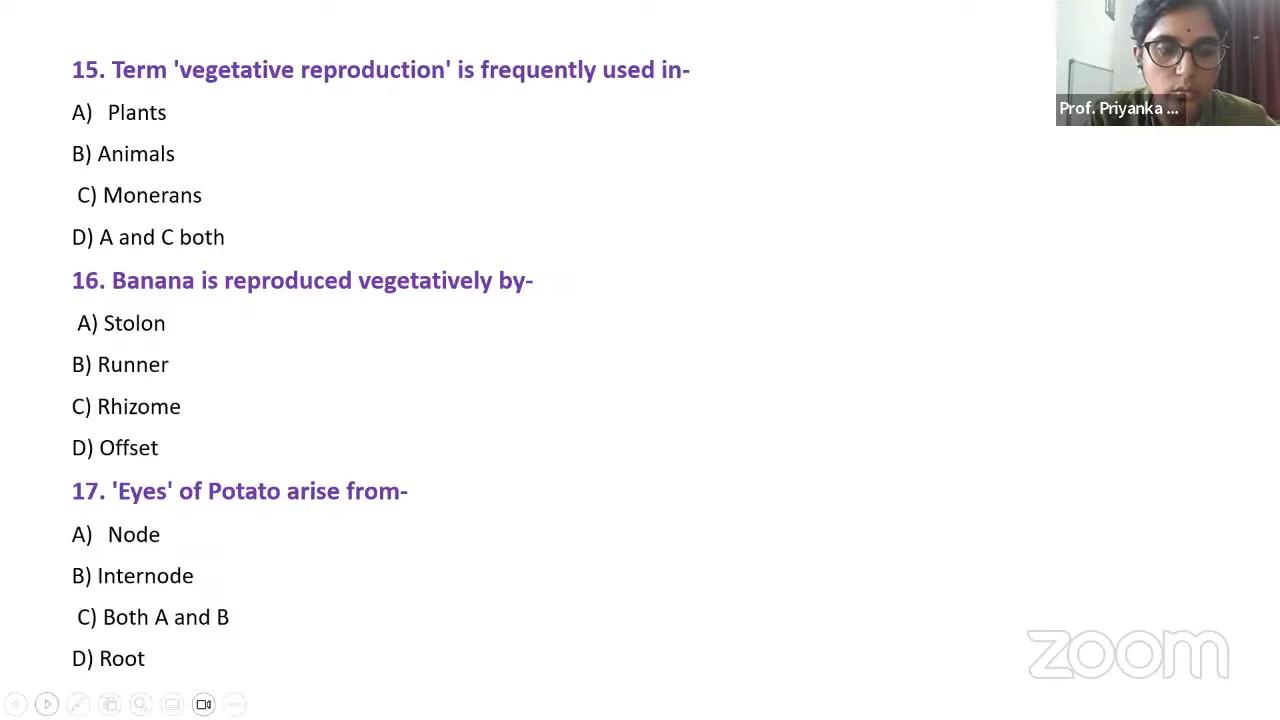 15. Term 'vegetative reproduction' is frequently used in-
A) Plants
B) Animals
C) Monerans
D) A and C both
16. Banana is reproduced vegetatively by-
A) Stolon
B) Runner
C) Rhizome
D) Offset
17. 'Eyes' of Potato arise from-
A) Node
B) Internode
C) Both A and B
D) Root
Prof. Priyanka ...
zoom